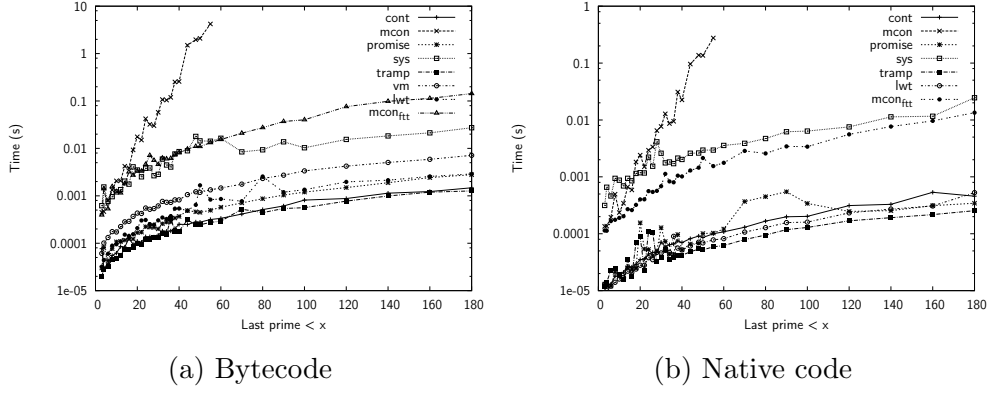 10
1
0.1
0.01
0.001
0.0001
1e-05
Time (s)
0 20 40 60 80 100 120 140 160 180
Last prime < x
cont
mcon
promise
sys
tramp
vm
lwt
mcon_ftt
(a) Bytecode
1
0.1
0.01
0.001
0.0001
1e-05
Time (s)
0 20 40 60 80 100 120 140 160 180
Last prime < x
cont
mcon
promise
sys
tramp
lwt
mcon_ftt
(b) Native code